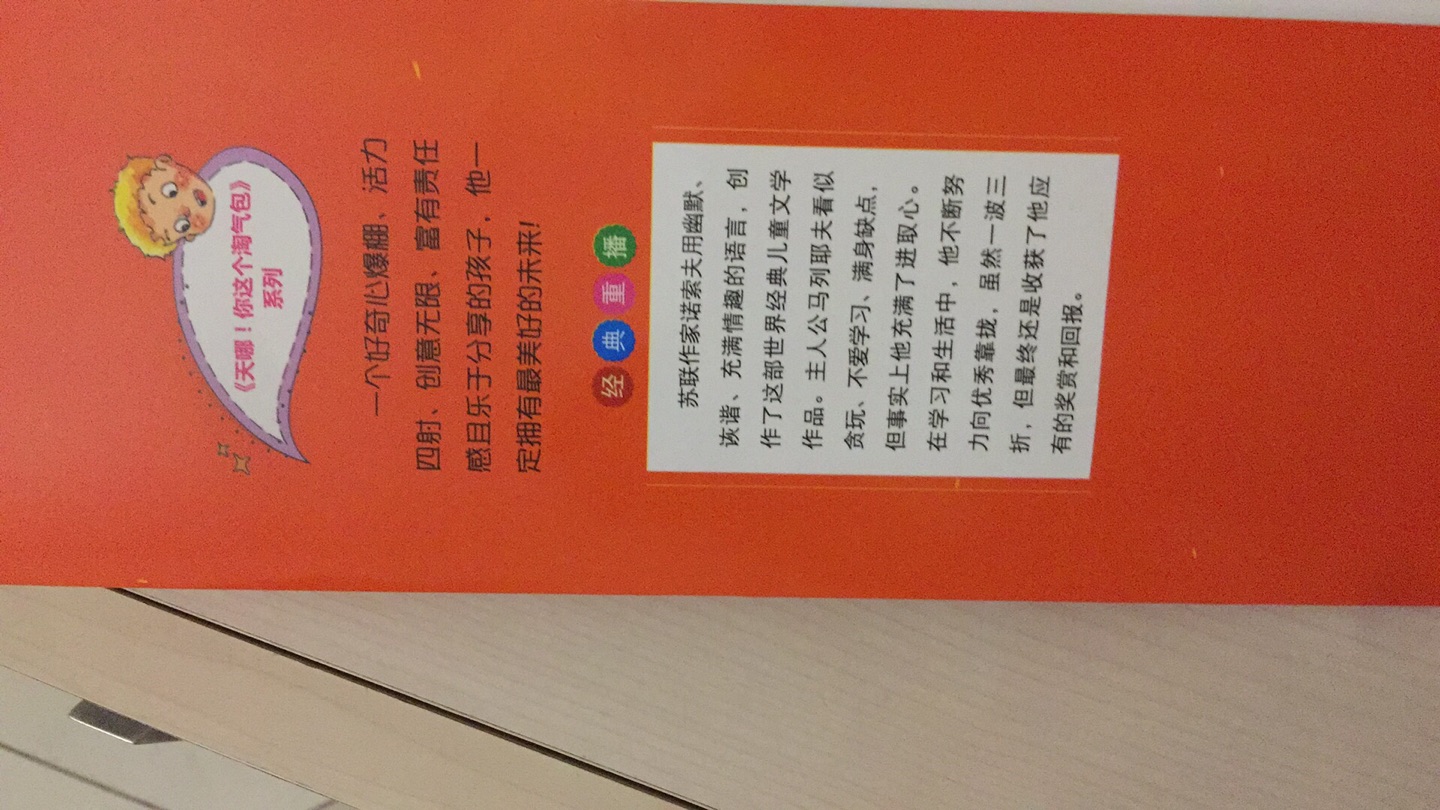 《天哪！你这个淘气包》
系列
一个好奇心爆棚、活力
四射、创意无限、富有责任
感且乐于分享的孩子，他一
定拥有最美好的未来！
经典重播
苏联作家诺索夫用幽默、
诙谐、充满情趣的语言，创
作了这部世界经典儿童文学
作品。主人公马列耶夫看似
贪玩、不爱学习、满身缺点，
但事实上他充满了进取心。
在学习和生活中，他不断努
力向优秀靠拢，虽然一波三
折，但最终还是收获了他应
有的奖赏和回报。